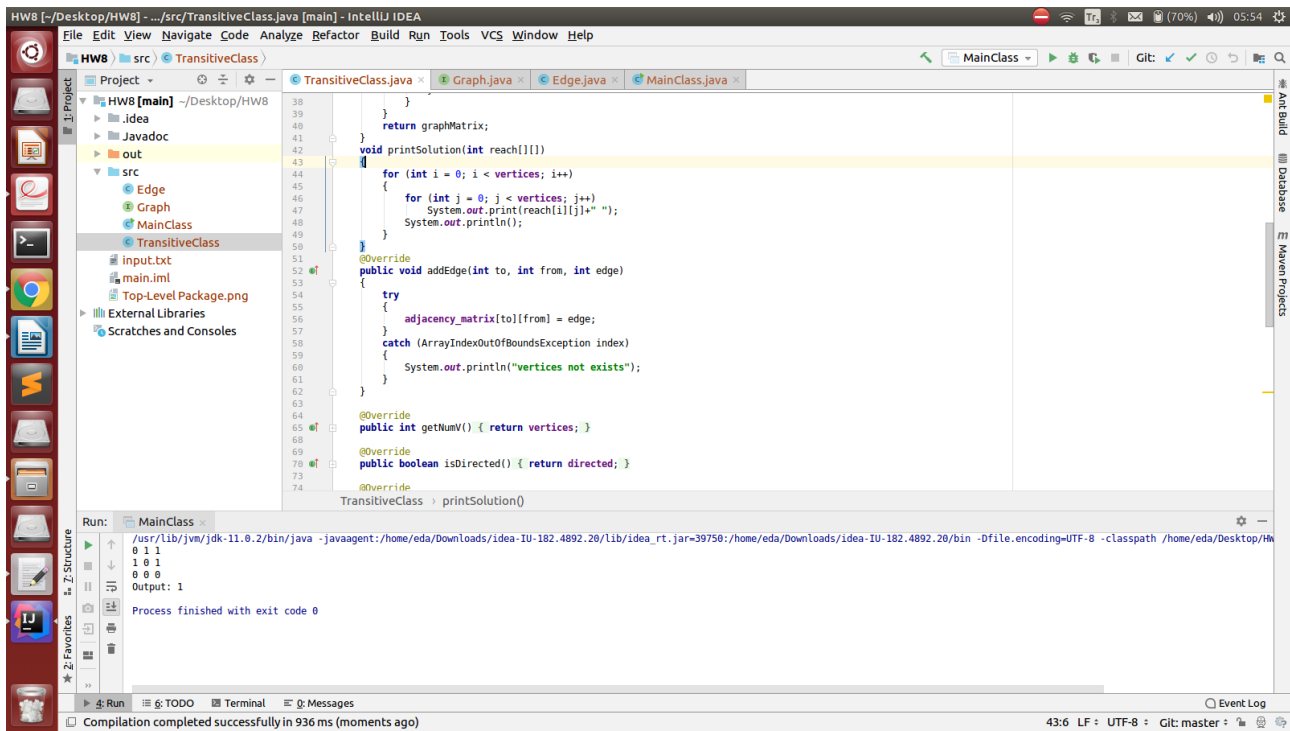 HW8 [~/Desktop/HW8] - .../src/TransitiveClass.java [main] - IntelliJ IDEA
Tr3 (70%) 05:54
File Edit View Navigate Code Analyze Refactor Build Run Tools VCS Window Help
HW8 src TransitiveClass
MainClass Git:
1: Project
Project
TransitiveClass.java Graph.java Edge.java MainClass.java
HW8 [main] ~/Desktop/HW8
.idea
Javadoc
out
src
Edge
Graph
MainClass
TransitiveClass
input.txt
main.iml
Top-Level Package.png
External Libraries
Scratches and Consoles
38 }
39 }
40 return graphMatrix;
41 }
42 void printSolution(int reach[][])
43 {
44 for (int i = 0; i < vertices; i++)
45 {
46 for (int j = 0; j < vertices; j++)
47 System.out.print(reach[i][j]+" ");
48 System.out.println();
49 }
50 }
51 @Override
52 public void addEdge(int to, int from, int edge)
53 {
54 try
55 {
56 adjacency_matrix[to][from] = edge;
57 }
58 catch (ArrayIndexOutOfBoundsException index)
59 {
60 System.out.println("vertices not exists");
61 }
62 }
63
64 @Override
65 public int getNumV() { return vertices; }
68
69 @Override
70 public boolean isDirected() { return directed; }
73
74 @Override
TransitiveClass › printSolution()
Ant Build
Database
m Maven Projects
Run: MainClass
/usr/lib/jvm/jdk-11.0.2/bin/java -javaagent:/home/eda/Downloads/idea-IU-182.4892.20/lib/idea_rt.jar=39750:/home/eda/Downloads/idea-IU-182.4892.20/bin -Dfile.encoding=UTF-8 -classpath /home/eda/Desktop/HW
0 1 1
1 0 1
0 0 0
Output: 1
Process finished with exit code 0
Z: Structure
2: Favorites
IJ
4: Run 6: TODO Terminal 0: Messages Event Log
Compilation completed successfully in 936 ms (moments ago) 43:6 LF UTF-8 Git: master